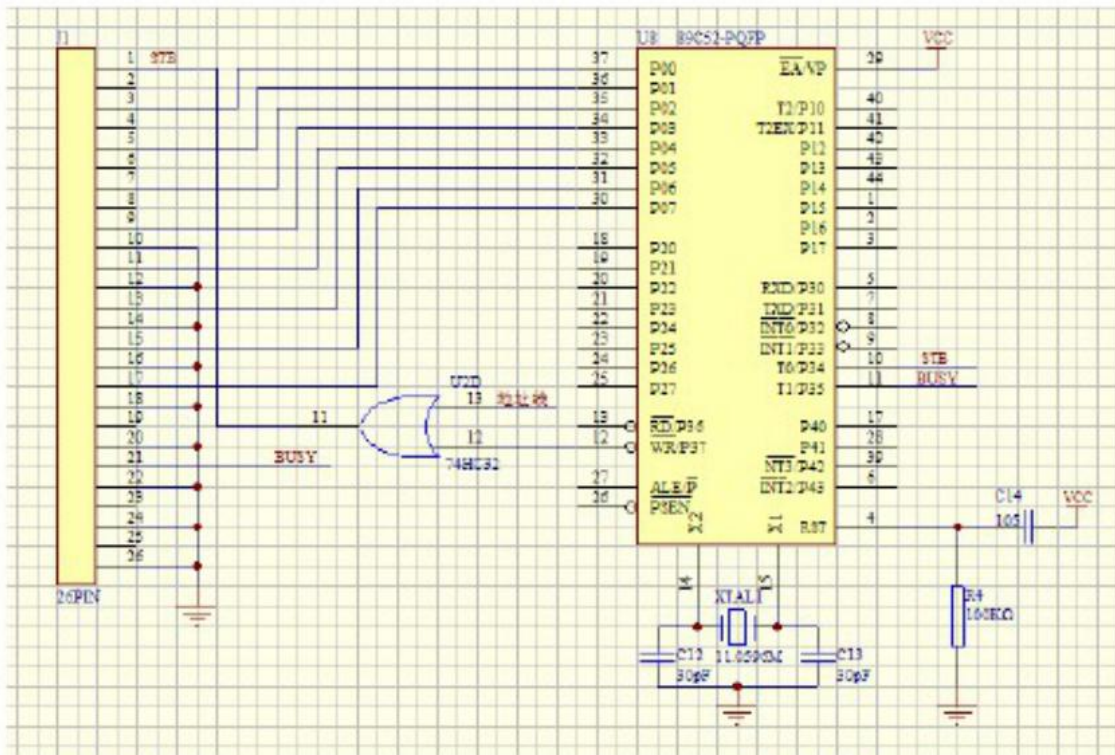 J1
1 STB
2
3
4
5
6
7
8
9
10
11
12
13
14
15
16
17
18
19
20
21 BUSY
22
23
24
25
26
26PIN
U2D
13 地址线
12
11
74HC32
U8 89C52-PQFP
37 P00
36 P01
35 P02
34 P03
33 P04
32 P05
31 P06
30 P07
18 P20
19 P21
20 P22
21 P23
22 P24
23 P25
24 P26
25 P27
13 RD/P36
12 WR/P37
27 ALE/P
26 PSEN
EA/VP 29 VCC
T2/P10 40
T2EX/P11 41
P12 42
P13 43
P14 44
P15 1
P16 2
P17 3
RXD/P30 5
TXD/P31 7
INT0/P32 8
INT1/P33 9
T0/P34 10 STB
T1/P35 11 BUSY
P40 17
P41 28
NT3/P42 39
INT2/P43 6
RST 4
X2
X1
14
15
XTAL1
11.0596M
C12
30pF
C13
30pF
C14
105
VCC
R4
100KΩ